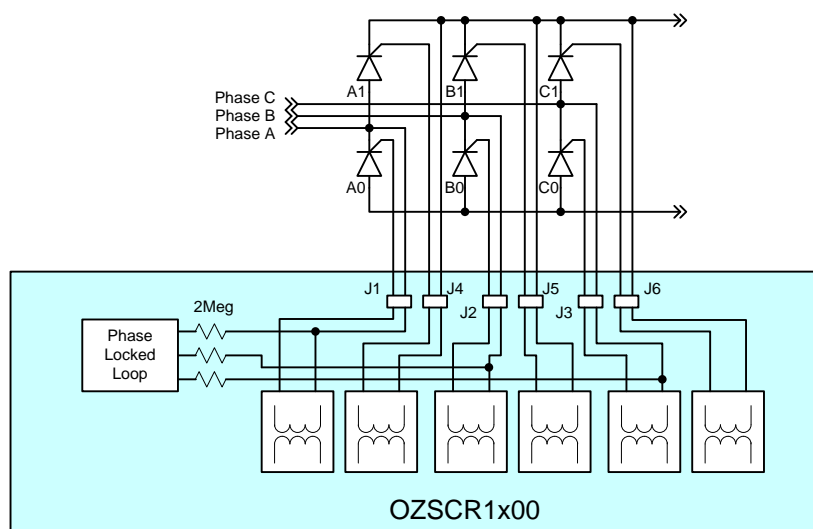 A1
B1
C1
Phase C
Phase B
Phase A
A0
B0
C0
J1
J4
J2
J5
J3
J6
2Meg
Phase
Locked
Loop
OZSCR1x00